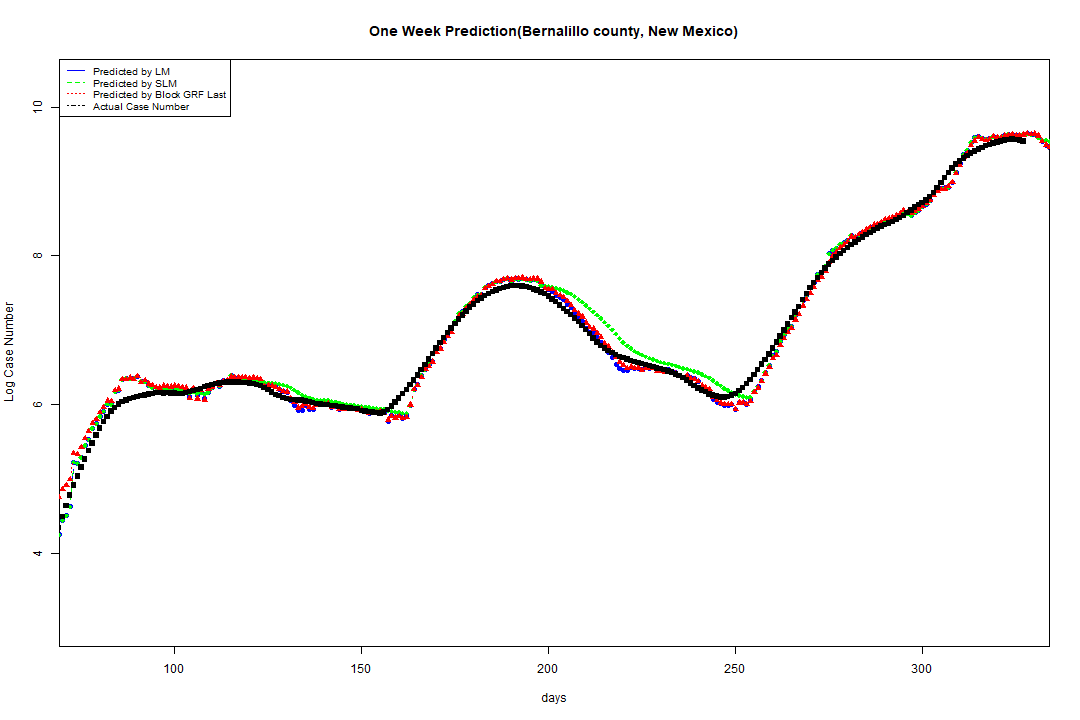 One Week Prediction(Bernalillo county, New Mexico)
Predicted by LM
Predicted by SLM
Predicted by Block GRF Last
Actual Case Number
10
8
6
4
Log Case Number
100 150 200 250 300
days